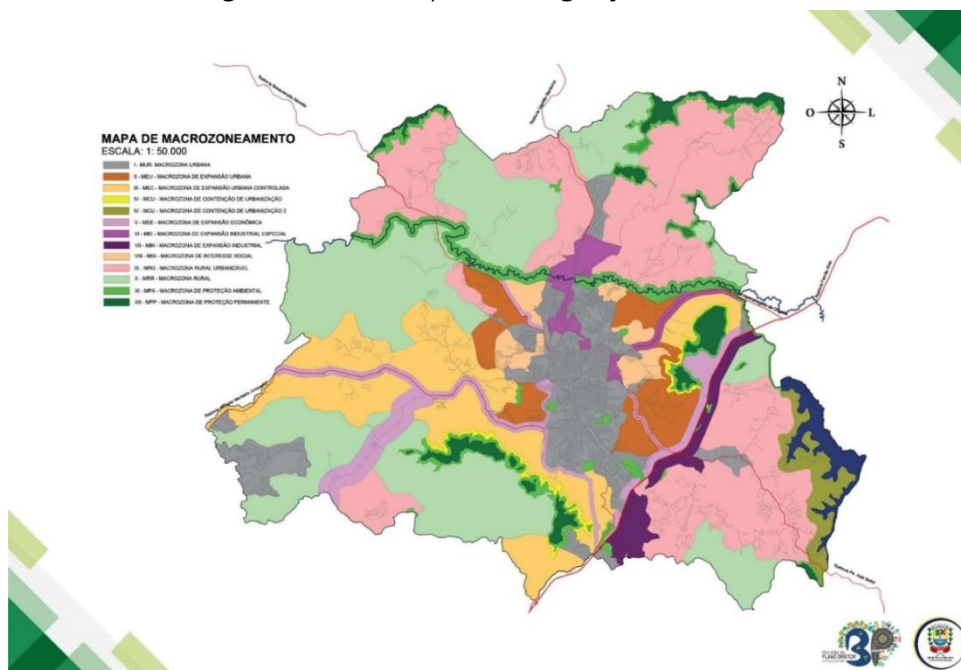 MAPA DE MACROZONEAMENTO
ESCALA: 1: 50.000
I - MUR- MACROZONA URBANA
II - MEU - MACROZONA DE EXPANSÃO URBANA
III - MEC - MACROZONA DE EXPANSÃO URBANA CONTROLADA
IV - MCU - MACROZONA DE CONTENÇÃO DE URBANIZAÇÃO
IV - MCU - MACROZONA DE CONTENÇÃO DE URBANIZAÇÃO 2
V - MEE - MACROZONA DE EXPANSÃO ECONÔMICA
VI - MIE - MACROZONA DE EXPANSÃO INDUSTRIAL ESPECIAL
VII - MIN - MACROZONA DE EXPANSÃO INDUSTRIAL
VIII - MIS - MACROZONA DE INTERESSE SOCIAL
IX - MRU - MACROZONA RURAL URBANIZÁVEL
X - MRR - MACROZONA RURAL
XI - MPA - MACROZONA DE PROTEÇÃO AMBIENTAL
XII - MPP - MACROZONA DE PROTEÇÃO PERMANENTE
N
O
L
S
PLANO DIRETOR